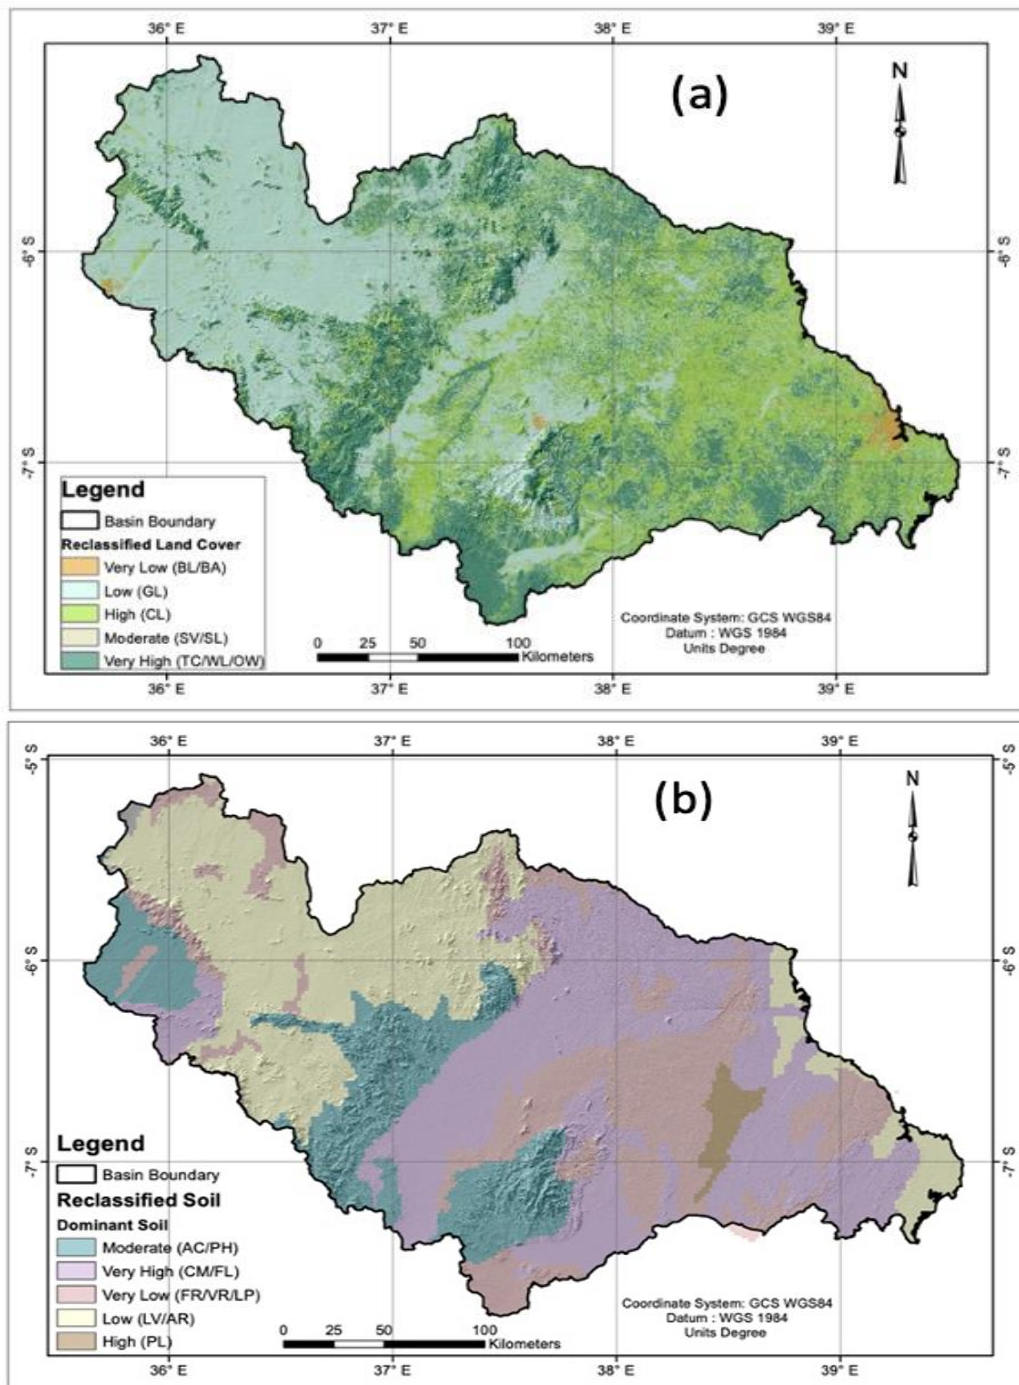 36° E 37° E 38° E 39° E
(a)
N
-6° S -6° S
-7° S -7° S
Legend
Basin Boundary
Reclassified Land Cover
Very Low (BL/BA)
Low (GL)
High (CL)
Moderate (SV/SL)
Very High (TC/WL/OW)
0 25 50 100
Kilometers
Coordinate System: GCS WGS84
Datum : WGS 1984
Units Degree
36° E 37° E 38° E 39° E
36° E 37° E 38° E 39° E
-5° S -5° S
(b)
N
-6° S -6° S
-7° S -7° S
Legend
Basin Boundary
Reclassified Soil
Dominant Soil
Moderate (AC/PH)
Very High (CM/FL)
Very Low (FR/VR/LP)
Low (LV/AR)
High (PL)
0 25 50 100
Kilometers
Coordinate System: GCS WGS84
Datum : WGS 1984
Units Degree
36° E 37° E 38° E 39° E